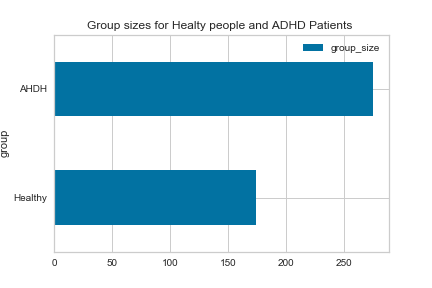 Group sizes for Healty people and ADHD Patients
group_size
AHDH
group
Healthy
0 50 100 150 200 250